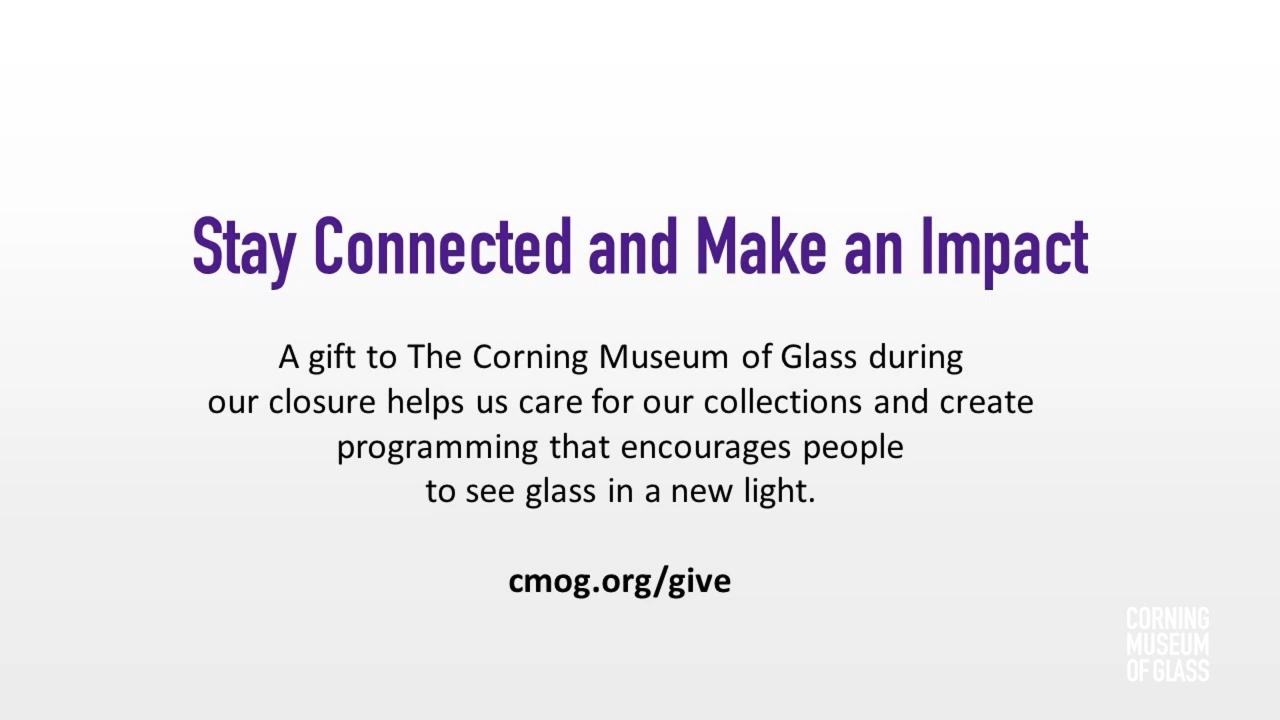 Stay Connected and Make an Impact
A gift to The Corning Museum of Glass during
our closure helps us care for our collections and create
programming that encourages people
to see glass in a new light.
cmog.org/give
CORNING
MUSEUM
OF GLASS